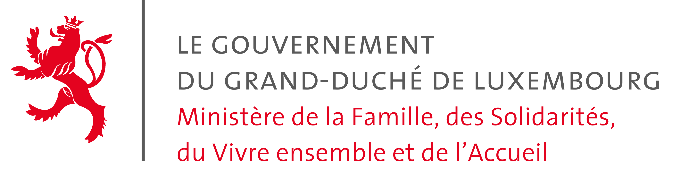 LE GOUVERNEMENT
DU GRAND-DUCHÉ DE LUXEMBOURG
Ministère de la Famille, des Solidarités,
du Vivre ensemble et de l'Accueil